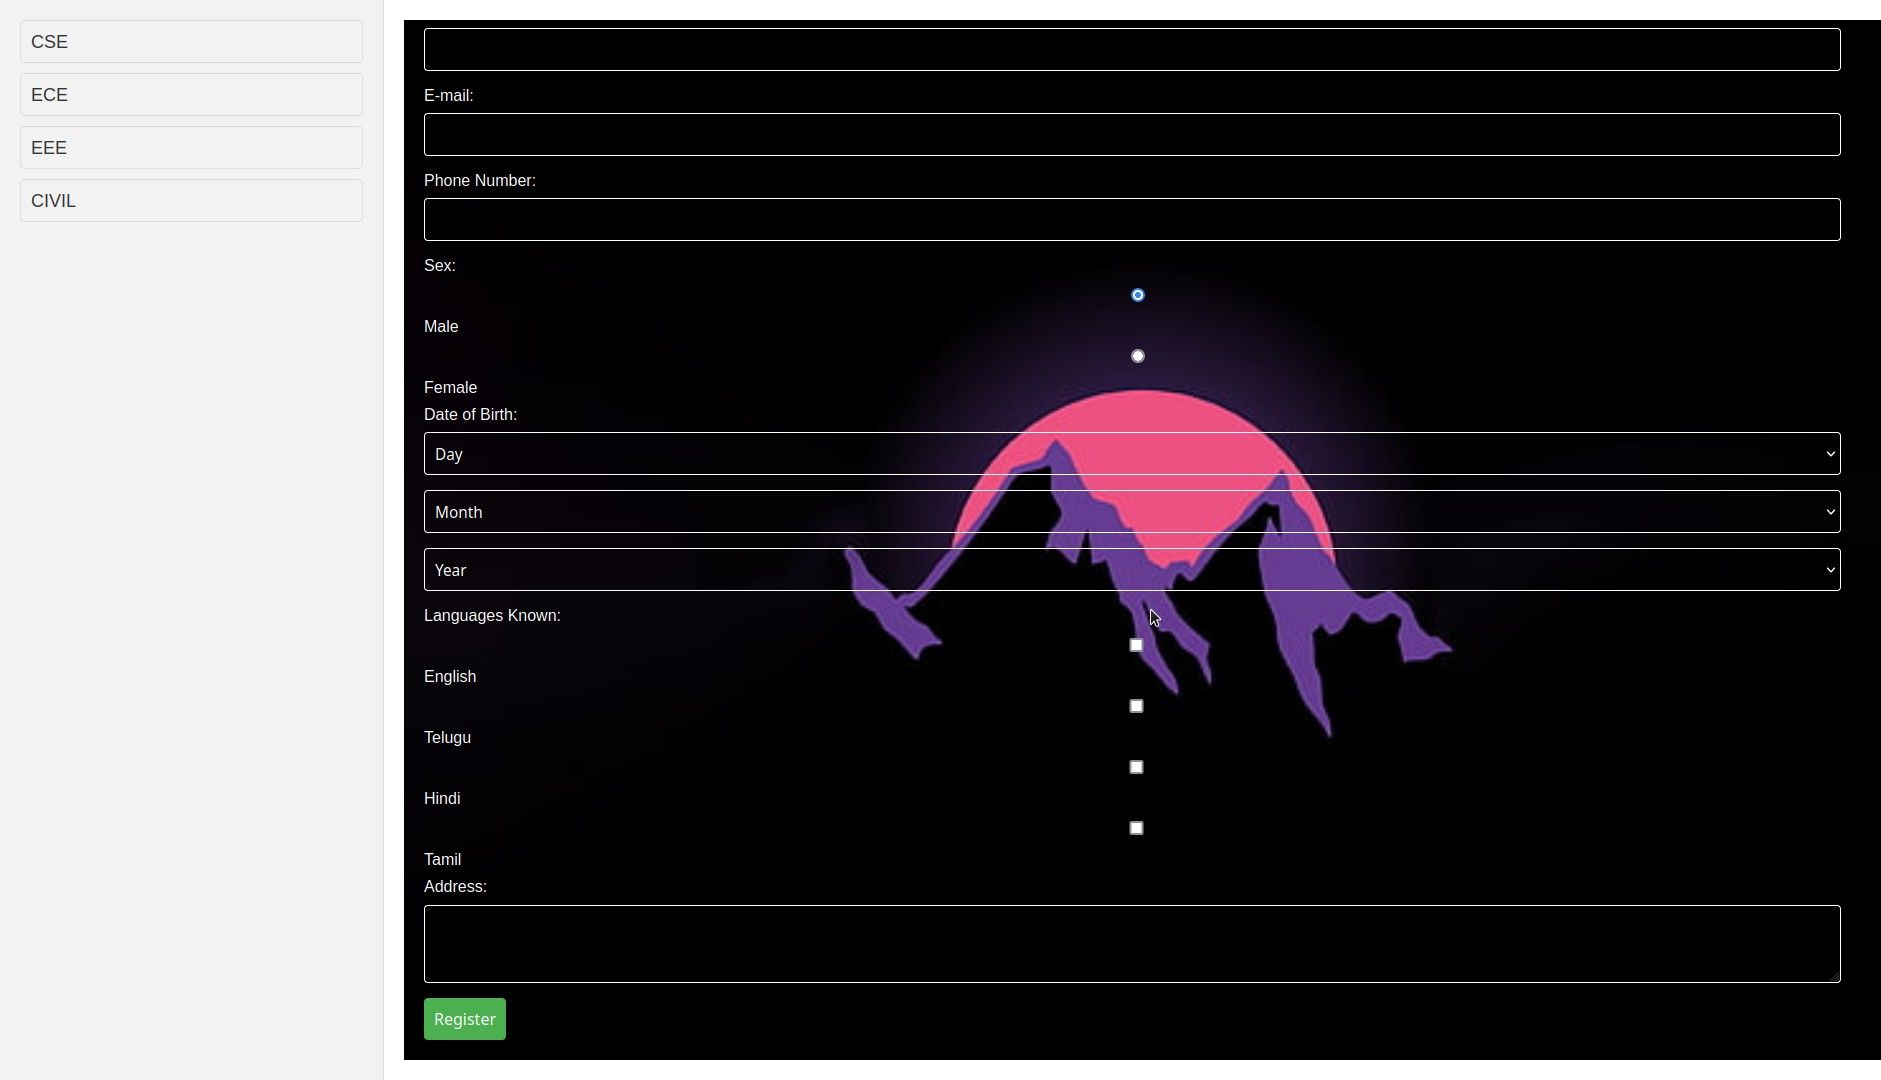 CSE
ECE
EEE
CIVIL
E-mail:
Phone Number:
Sex:
Male
Female
Date of Birth:
Day
Month
Year
Languages Known:
English
Telugu
Hindi
Tamil
Address:
Register